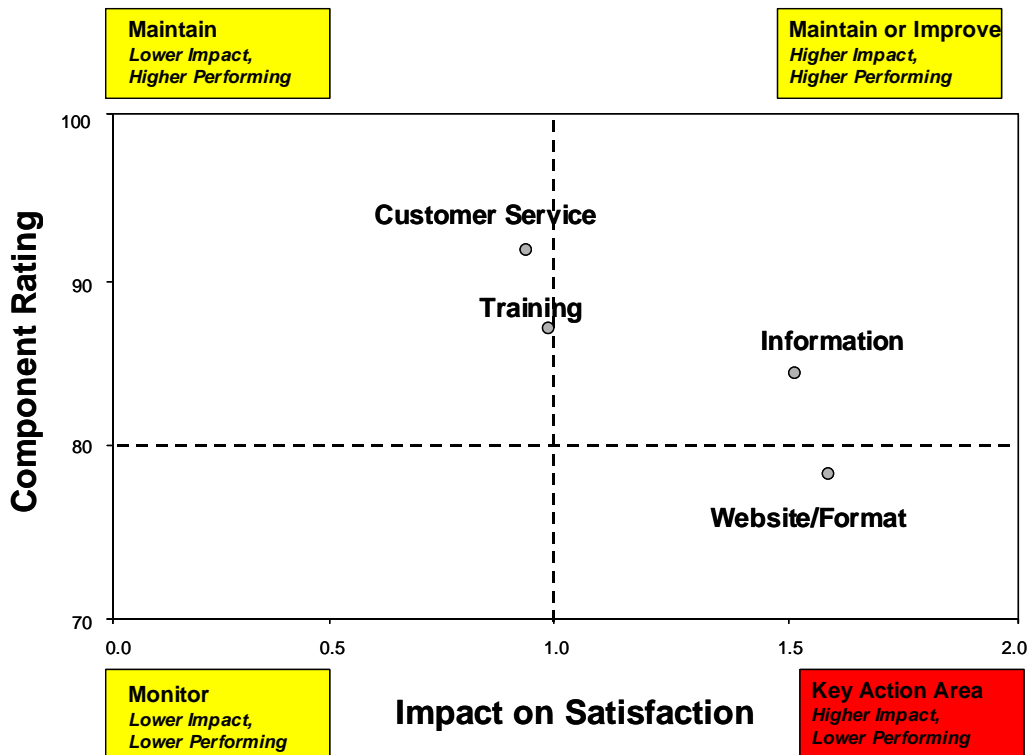 Maintain
Lower Impact,
Higher Performing
Maintain or Improve
Higher Impact,
Higher Performing
Component Rating
100
90
80
70
Customer Service
Training
Information
Website/Format
0.0
0.5
1.0
1.5
2.0
Monitor
Lower Impact,
Lower Performing
Impact on Satisfaction
Key Action Area
Higher Impact,
Lower Performing